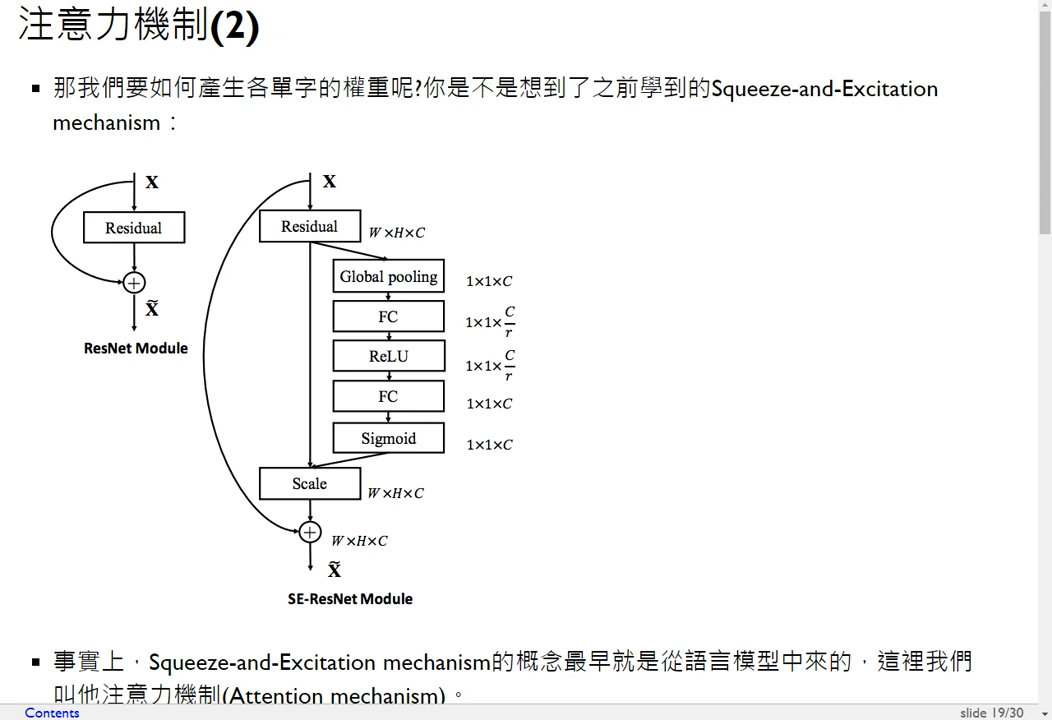 注意力機制(2)
那我們要如何產生各單字的權重呢?你是不是想到了之前學到的Squeeze-and-Excitation
mechanism：
X
Residual
+
X̃
ResNet Module
X
Residual
W×H×C
Global pooling
1×1×C
FC
1×1×C/r
ReLU
1×1×C/r
FC
1×1×C
Sigmoid
1×1×C
Scale
W×H×C
+
W×H×C
X̃
SE-ResNet Module
事實上，Squeeze-and-Excitation mechanism的概念最早就是從語言模型中來的，這裡我們
叫他注意力機制(Attention mechanism)。
Contents
slide 19/30